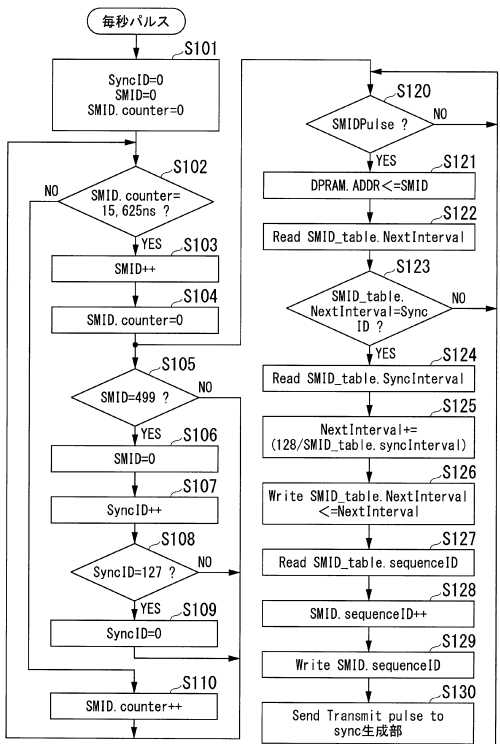 毎秒パルス
S101
SyncID=0
SMID=0
SMID.counter=0
S102
SMID.counter=
15,625ns ?
NO
YES
S103
SMID++
S104
SMID.counter=0
S105
SMID=499 ?
NO
YES
S106
SMID=0
S107
SyncID++
S108
SyncID=127 ?
NO
YES
S109
SyncID=0
S110
SMID.counter++
S120
SMIDPulse ?
NO
YES
S121
DPRAM.ADDR<=SMID
S122
Read SMID_table.NextInterval
S123
SMID_table.
NextInterval=Sync
ID ?
NO
YES
S124
Read SMID_table.SyncInterval
S125
NextInterval+=
(128/SMID_table.syncInterval)
S126
Write SMID_table.NextInterval
<=NextInterval
S127
Read SMID_table.sequenceID
S128
SMID.sequenceID++
S129
Write SMID.sequenceID
S130
Send Transmit pulse to
sync生成部